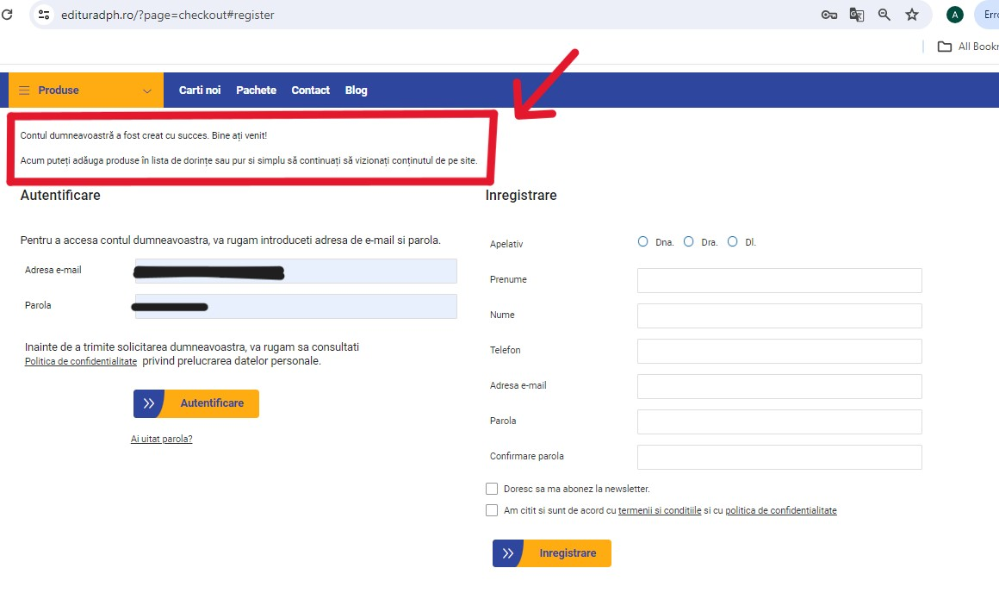 edituradph.ro/?page=checkout#register
A
All Book
Produse
Carti noi
Pachete
Contact
Blog
Contul dumneavoastră a fost creat cu succes. Bine ați venit!
Acum puteți adăuga produse în lista de dorințe sau pur si simplu să continuați să vizionați conținutul de pe site.
Autentificare
Pentru a accesa contul dumneavoastra, va rugam introduceti adresa de e-mail si parola.
Adresa e-mail
Parola
Inainte de a trimite solicitarea dumneavoastra, va rugam sa consultati
Politica de confidentialitate privind prelucrarea datelor personale.
Autentificare
Ai uitat parola?
Inregistrare
Apelativ
Dna. Dra. Dl.
Prenume
Nume
Telefon
Adresa e-mail
Parola
Confirmare parola
Doresc sa ma abonez la newsletter.
Am citit si sunt de acord cu termenii si conditiile si cu politica de confidentialitate
Inregistrare